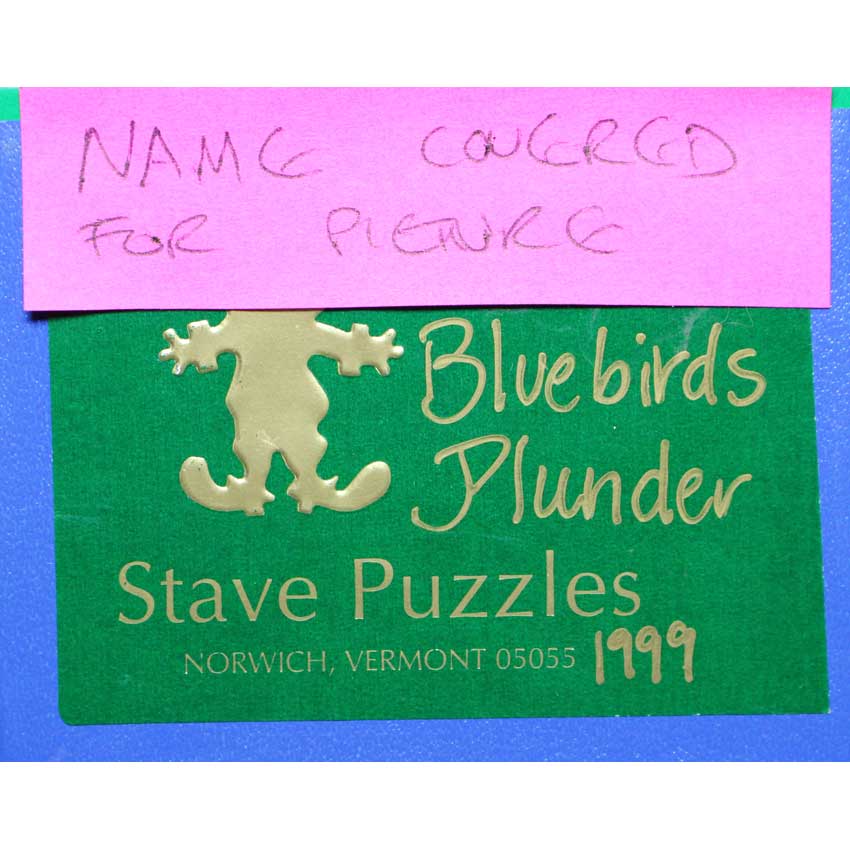 NAME COVERED
FOR PICTURE
Bluebirds
Plunder
Stave Puzzles
NORWICH, VERMONT 05055 1999